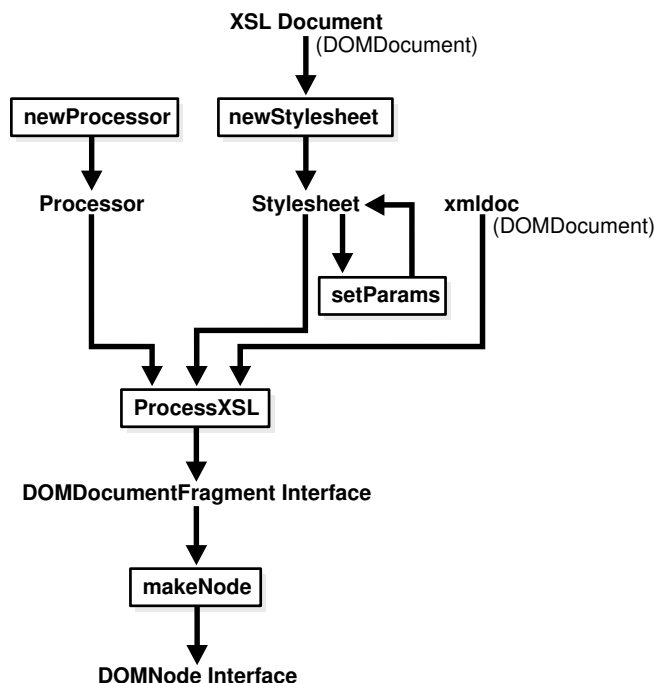 XSL Document
(DOMDocument)
newProcessor
newStylesheet
Processor
Stylesheet
xmldoc
(DOMDocument)
setParams
ProcessXSL
DOMDocumentFragment Interface
makeNode
DOMNode Interface